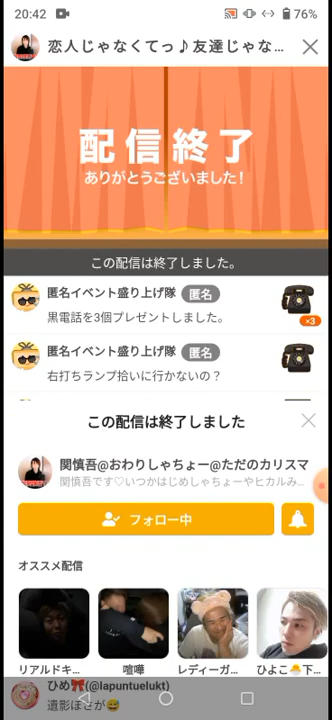 20:42
76%
恋人じゃなくてっ♪友達じゃな...
配信終了
ありがとうございました!
この配信は終了しました。
匿名イベント盛り上げ隊 匿名
黒電話を3個プレゼントしました。
×3
匿名イベント盛り上げ隊 匿名
右打ちランプ拾いに行かないの？
この配信は終了しました
関慎吾@おわりしゃちょー@ただのカリスマ
関慎吾です♡いつかはじめしゃちょーやヒカルみ...
フォロー中
オススメ配信
リアルドキ...
喧嘩
レディーガ...
ひよこ🐣下...
ひめ🎀(@lapuntuelukt)
遺影ぽさが😅